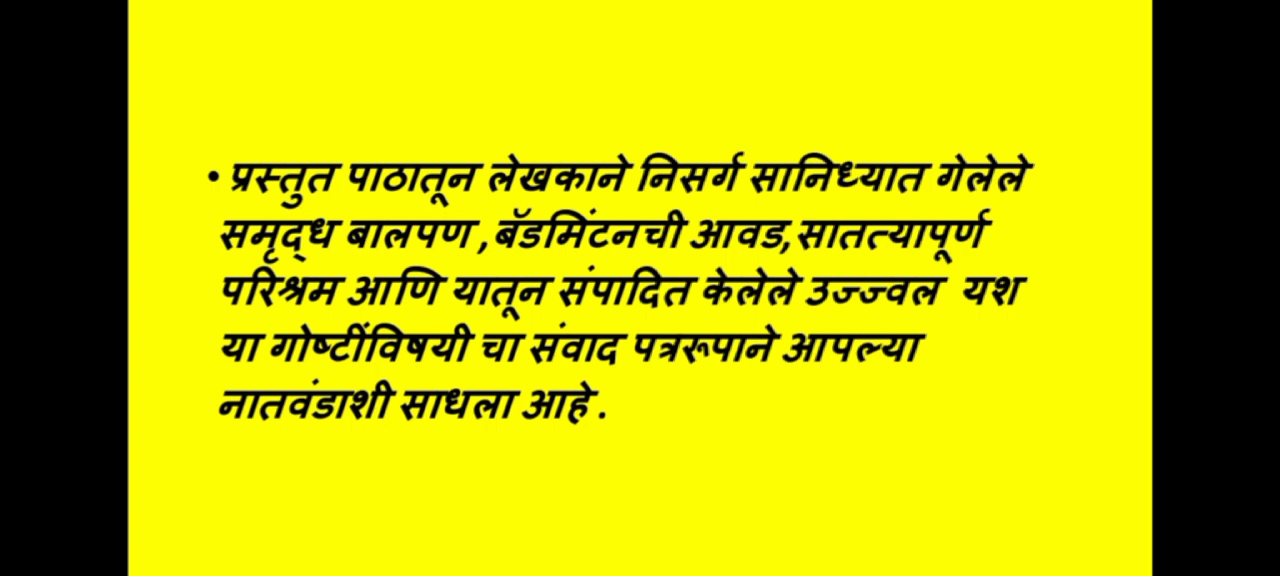 • प्रस्तुत पाठातून लेखकाने निसर्ग सानिध्यात गेलेले
समृद्ध बालपण ,बॅडमिंटनची आवड,सातत्यापूर्ण
परिश्रम आणि यातून संपादित केलेले उज्ज्वल यश
या गोष्टींविषयी चा संवाद पत्ररूपाने आपल्या
नातवंडाशी साधला आहे .